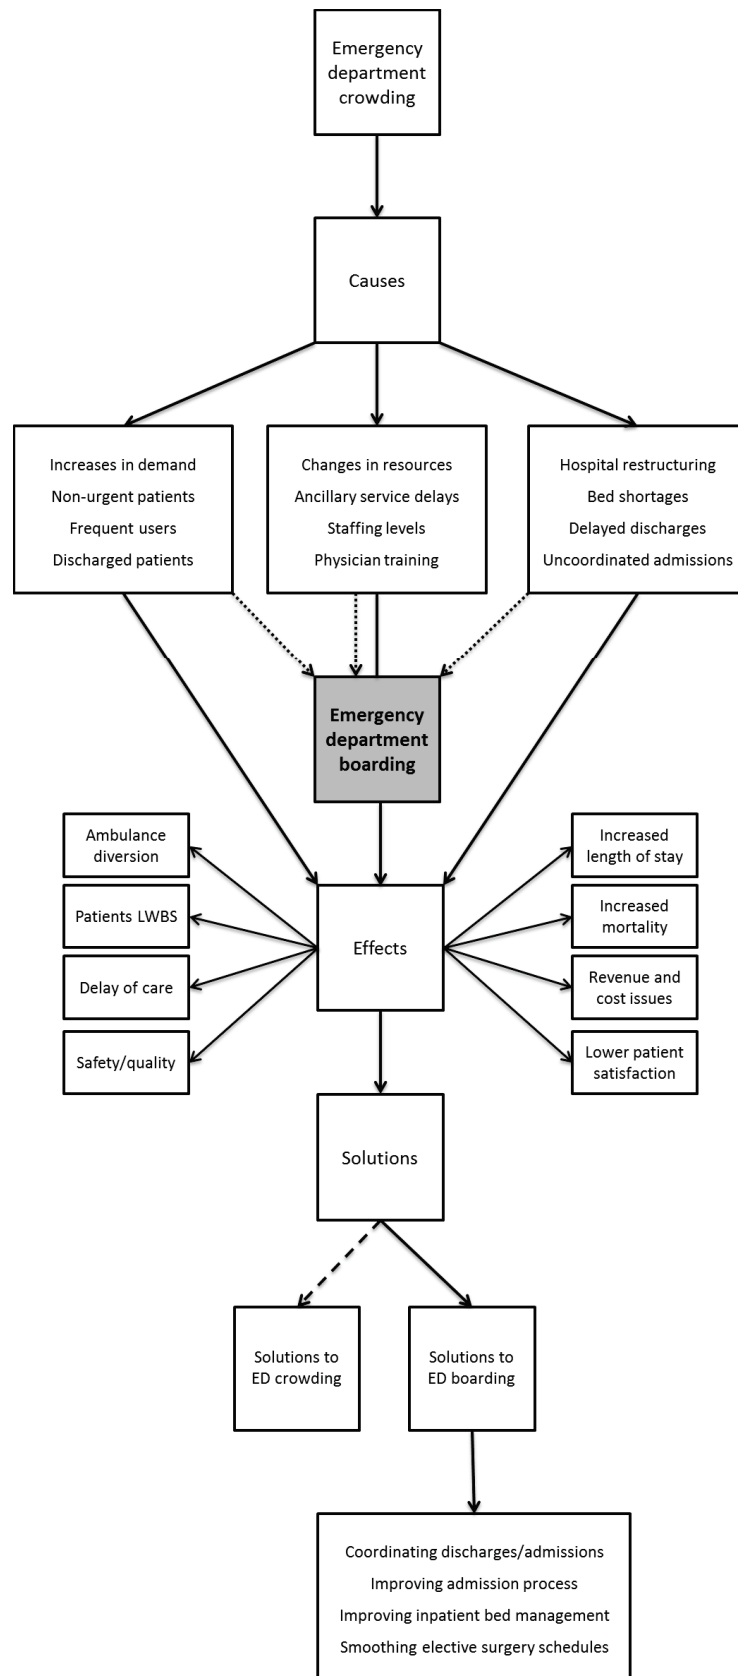 Emergency
department
crowding
Causes
Increases in demand
Non-urgent patients
Frequent users
Discharged patients
Changes in resources
Ancillary service delays
Staffing levels
Physician training
Hospital restructuring
Bed shortages
Delayed discharges
Uncoordinated admissions
Emergency
department
boarding
Ambulance
diversion
Patients LWBS
Delay of care
Safety/quality
Effects
Increased
length of stay
Increased
mortality
Revenue and
cost issues
Lower patient
satisfaction
Solutions
Solutions to
ED crowding
Solutions to
ED boarding
Coordinating discharges/admissions
Improving admission process
Improving inpatient bed management
Smoothing elective surgery schedules